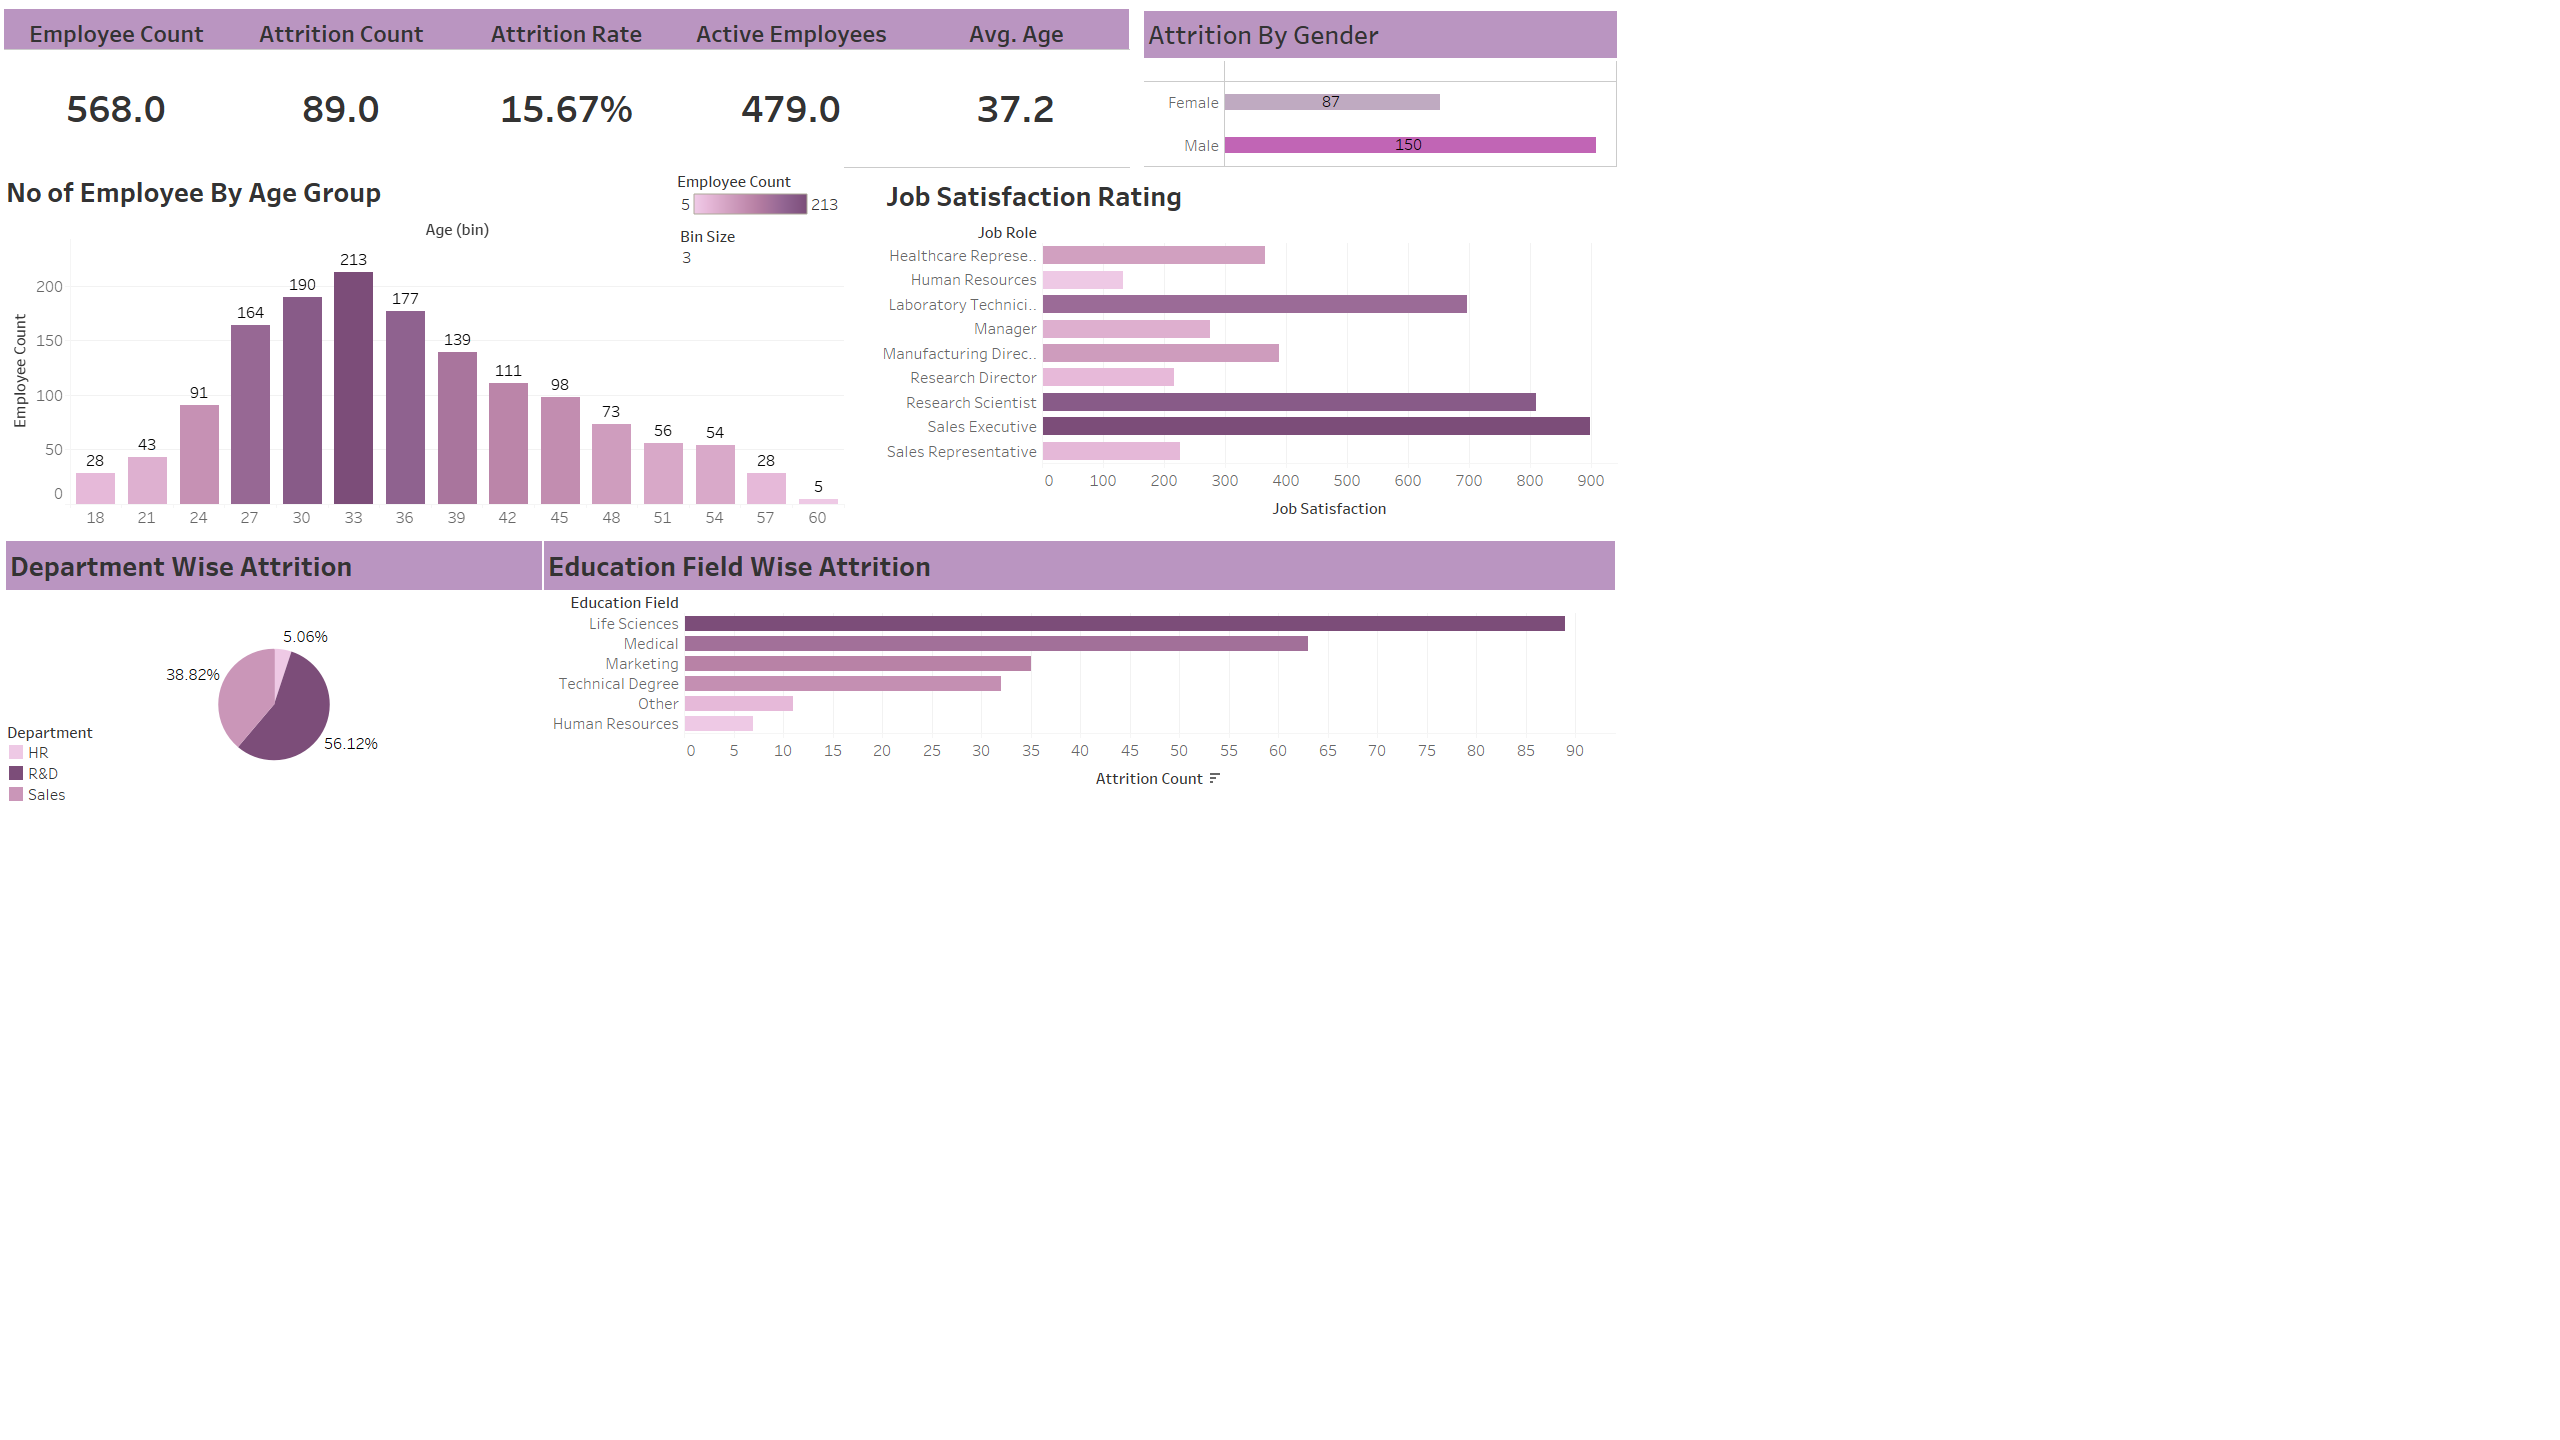 Employee Count Attrition Count Attrition Rate Active Employees Avg. Age
568.0 89.0 15.67% 479.0 37.2
Attrition By Gender
Female 87
Male 150
No of Employee By Age Group
Employee Count
5 213
Bin Size
3
Age (bin)
Employee Count
200
150
100
50
0
28 43 91 164 190 213 177 139 111 98 73 56 54 28 5
18 21 24 27 30 33 36 39 42 45 48 51 54 57 60
Job Satisfaction Rating
Job Role
Healthcare Represe..
Human Resources
Laboratory Technici..
Manager
Manufacturing Direc..
Research Director
Research Scientist
Sales Executive
Sales Representative
0 100 200 300 400 500 600 700 800 900
Job Satisfaction
Department Wise Attrition
5.06%
38.82%
56.12%
Department
HR
R&D
Sales
Education Field Wise Attrition
Education Field
Life Sciences
Medical
Marketing
Technical Degree
Other
Human Resources
0 5 10 15 20 25 30 35 40 45 50 55 60 65 70 75 80 85 90
Attrition Count